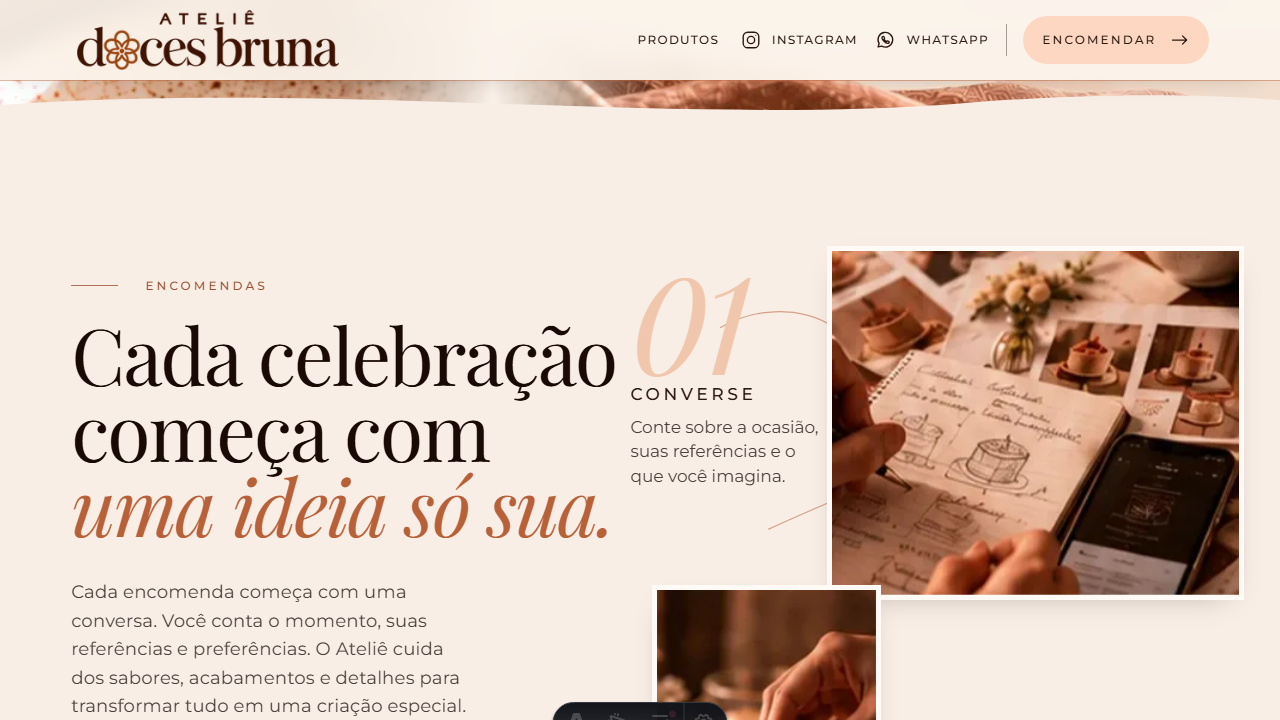 ATELIÊ
doces bruna
PRODUTOS
INSTAGRAM
WHATSAPP
ENCOMENDAR
ENCOMENDAS
Cada celebração
começa com
uma ideia só sua.
Cada encomenda começa com uma
conversa. Você conta o momento, suas
referências e preferências. O Ateliê cuida
dos sabores, acabamentos e detalhes para
transformar tudo em uma criação especial.
01
CONVERSE
Conte sobre a ocasião,
suas referências e o
que você imagina.